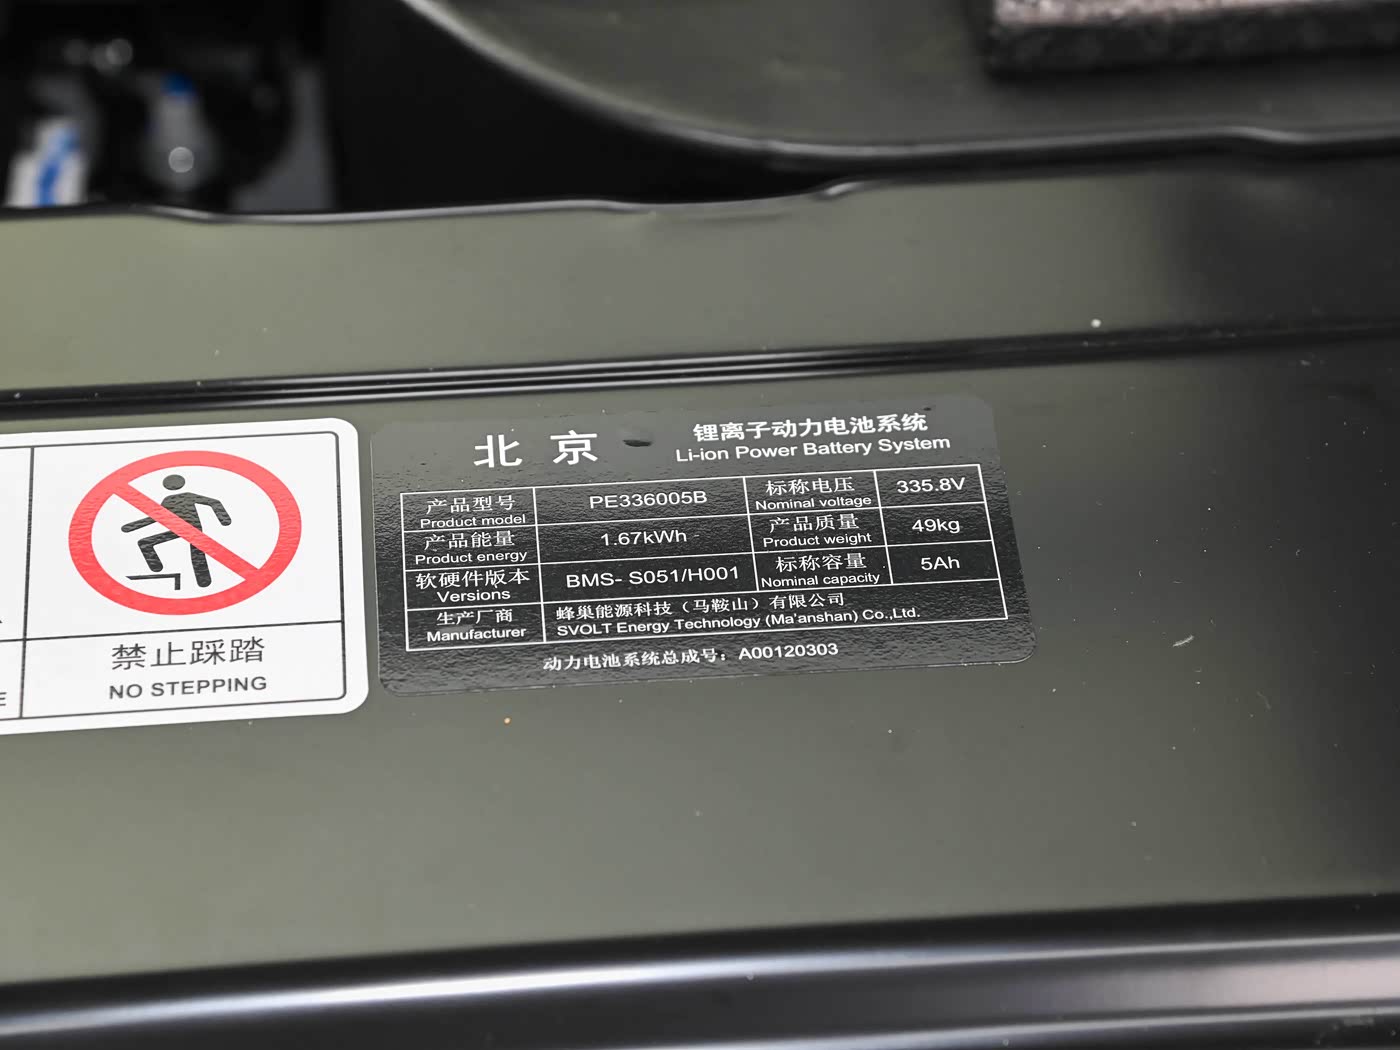 禁止踩踏
NO STEPPING
E
北京
锂离子动力电池系统
Li-ion Power Battery System
产品型号
Product model
PE336005B
标称电压
Nominal voltage
335.8V
产品能量
Product energy
1.67kWh
产品质量
Product weight
49kg
软硬件版本
Versions
BMS- S051/H001
标称容量
Nominal capacity
5Ah
生产厂商
Manufacturer
蜂巢能源科技（马鞍山）有限公司
SVOLT Energy Technology (Ma'anshan) Co.,Ltd.
动力电池系统总成号：A00120303